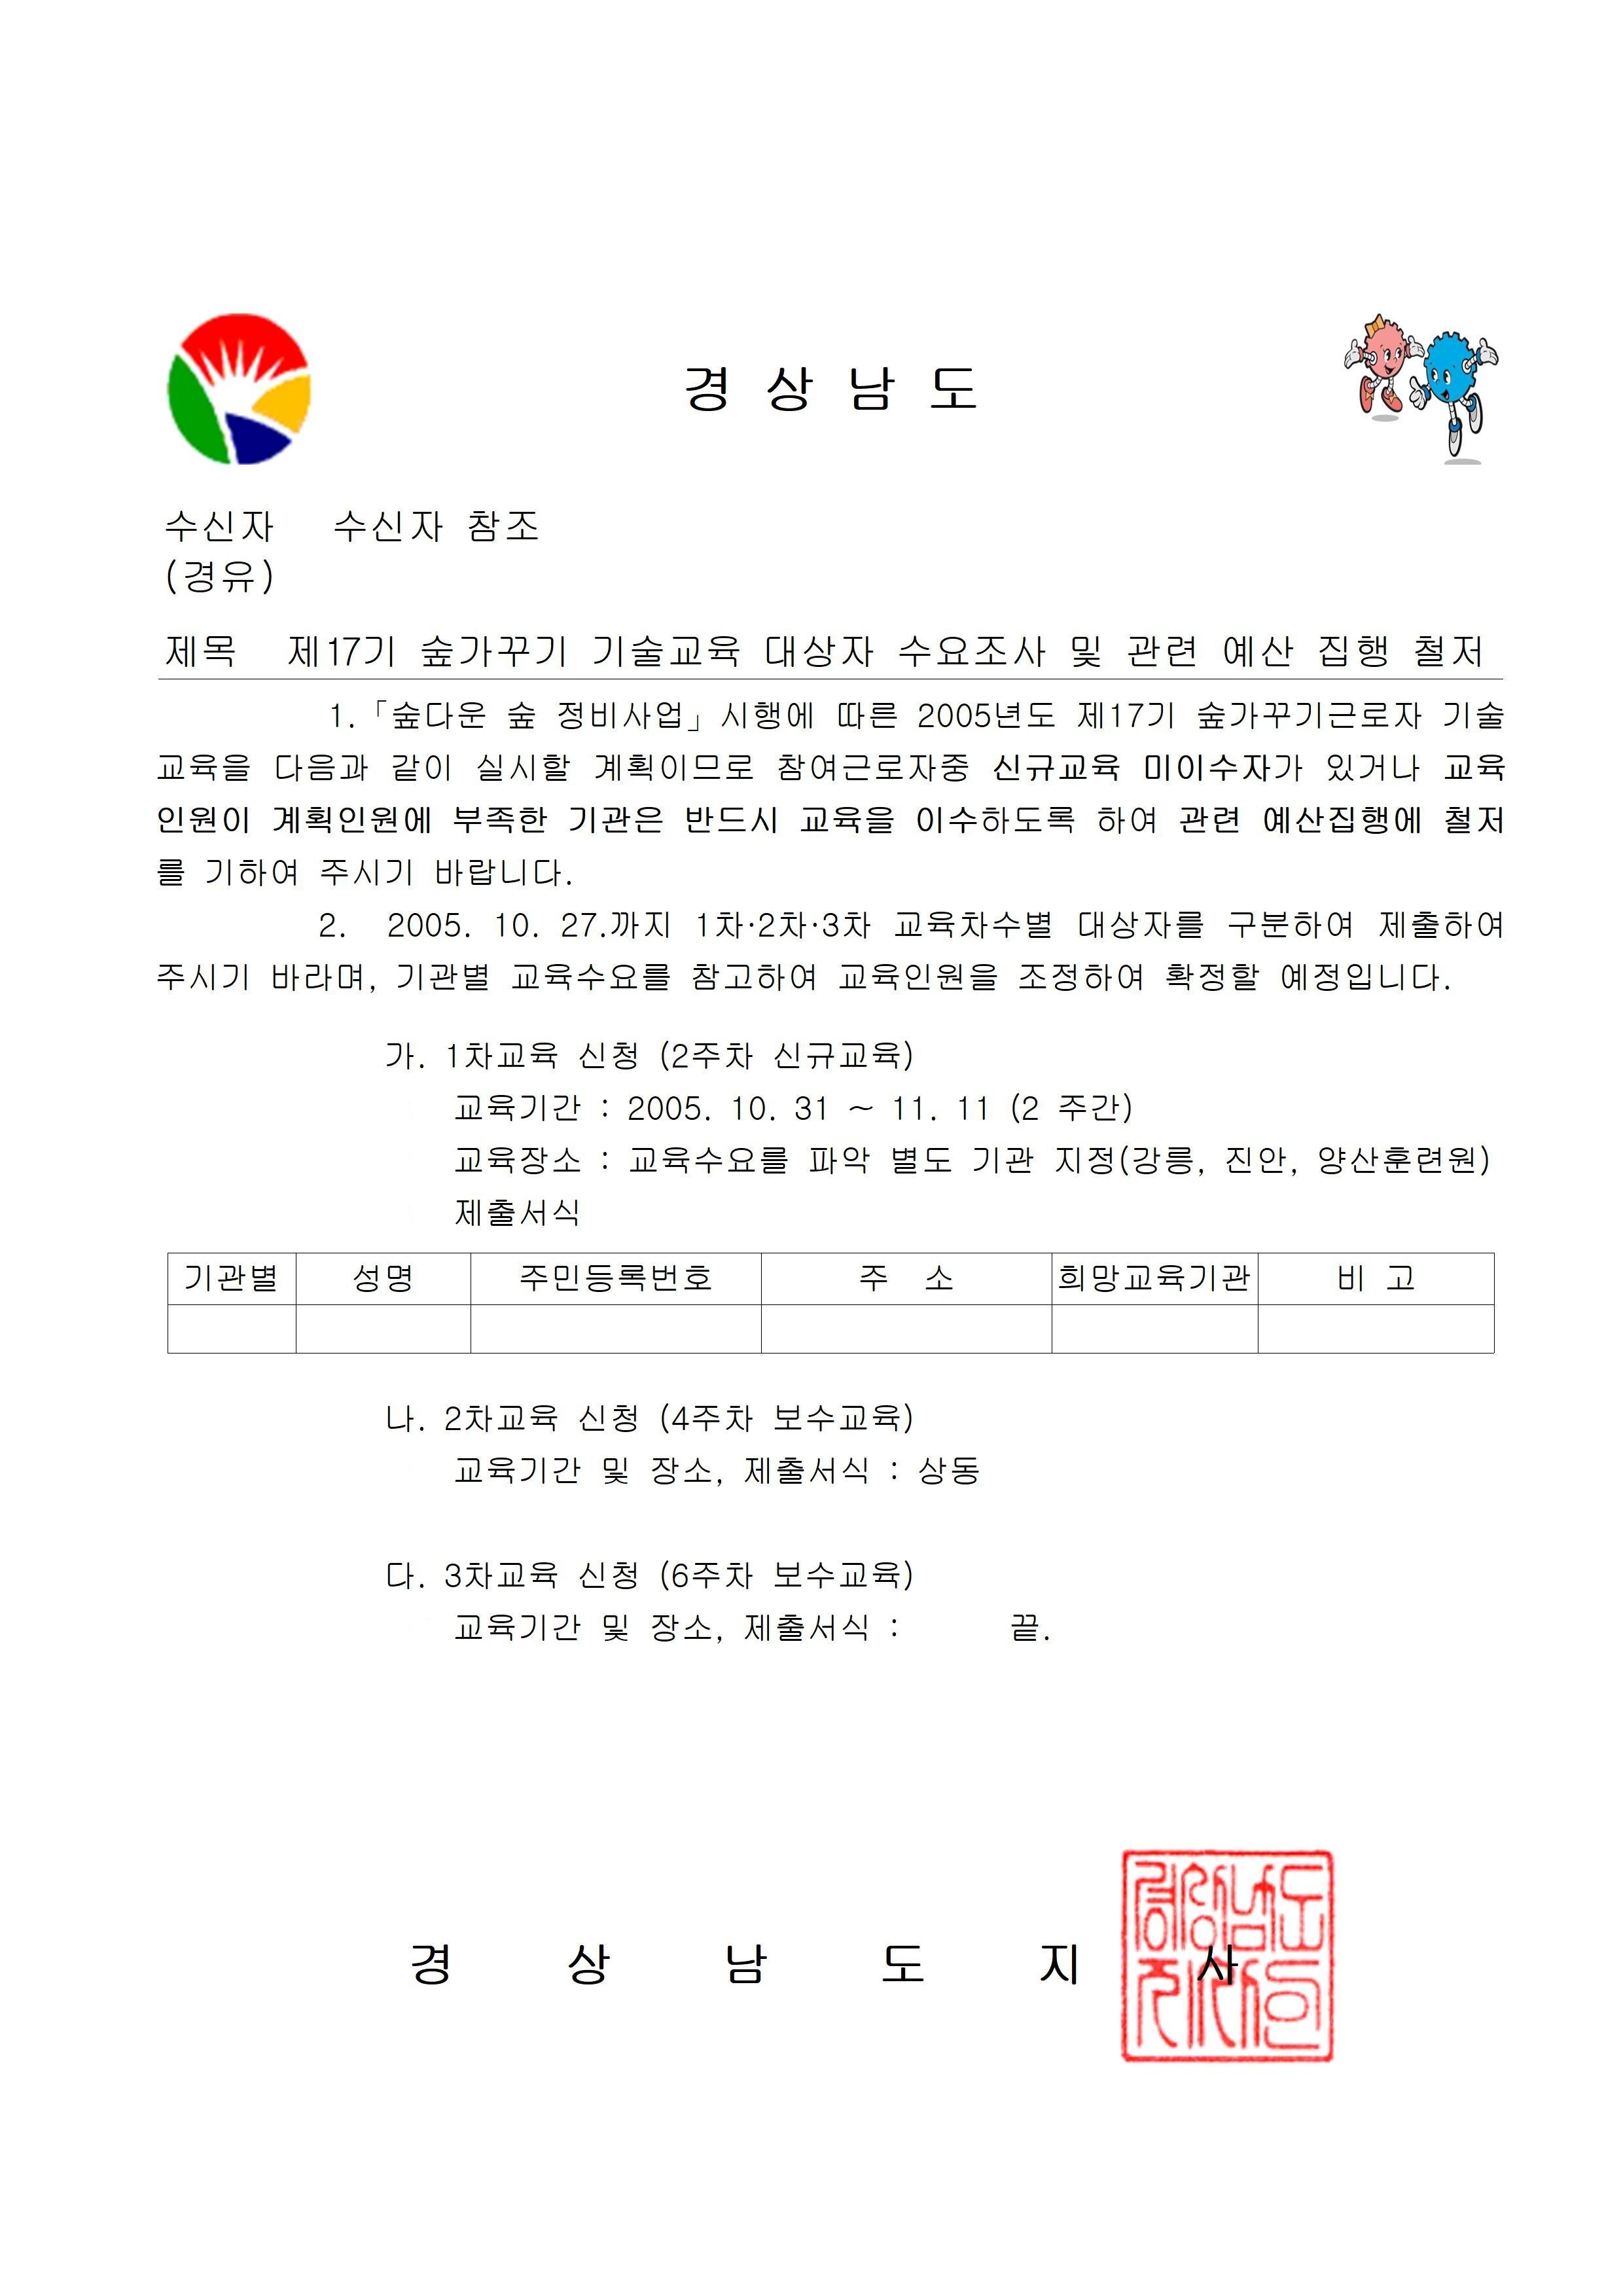 경 상 남 도
수신자 수신자 참조
(경유)
제목 제17기 숲가꾸기 기술교육 대상자 수요조사 및 관련 예산 집행 철저
1.「숲다운 숲 정비사업」시행에 따른 2005년도 제17기 숲가꾸기근로자 기술
교육을 다음과 같이 실시할 계획이므로 참여근로자중 신규교육 미이수자가 있거나 교육
인원이 계획인원에 부족한 기관은 반드시 교육을 이수하도록 하여 관련 예산집행에 철저
를 기하여 주시기 바랍니다.
2. 2005. 10. 27.까지 1차·2차·3차 교육차수별 대상자를 구분하여 제출하여
주시기 바라며, 기관별 교육수요를 참고하여 교육인원을 조정하여 확정할 예정입니다.
가. 1차교육 신청 (2주차 신규교육)
교육기간 : 2005. 10. 31 ~ 11. 11 (2 주간)
교육장소 : 교육수요를 파악 별도 기관 지정(강릉, 진안, 양산훈련원)
제출서식
기관별 성명 주민등록번호 주 소 희망교육기관 비 고
나. 2차교육 신청 (4주차 보수교육)
교육기간 및 장소, 제출서식 : 상동
다. 3차교육 신청 (6주차 보수교육)
교육기간 및 장소, 제출서식 : 끝.
경 상 남 도 지 사